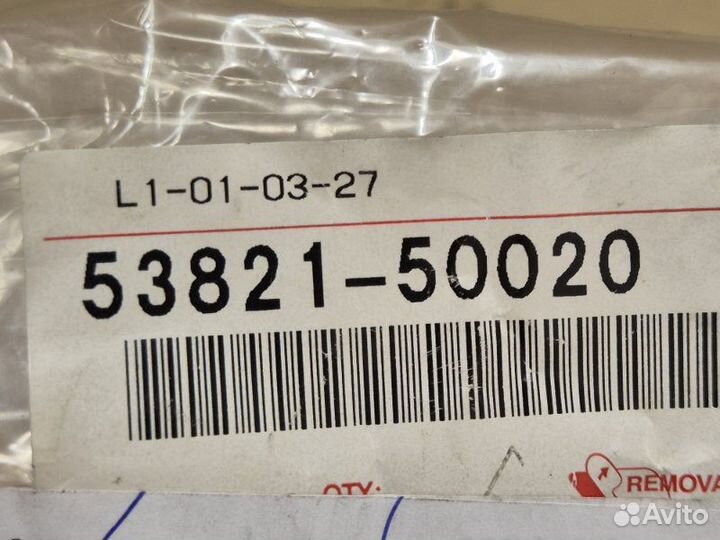 L1-01-03-27
53821-50020
QTY:
REMOVA
Avito